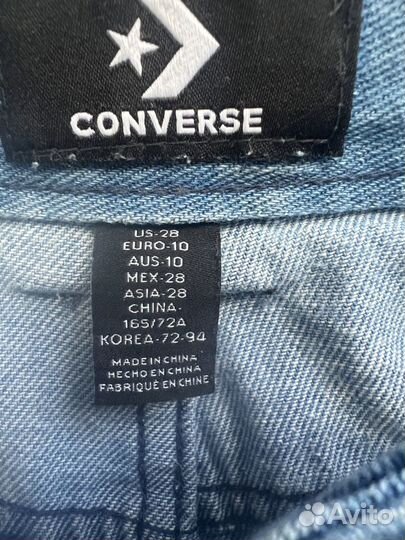 CONVERSE
US-28
EURO-10
AUS-10
MEX-28
ASIA-28
CHINA-
165/72A
KOREA-72-94
MADE IN CHINA
HECHO EN CHINA
FABRIQUÉ EN CHINE
Avito